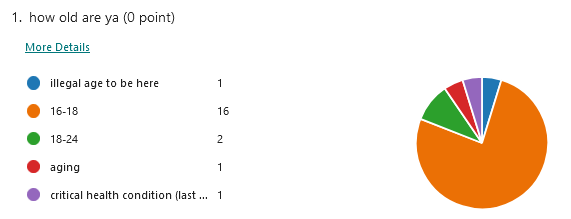 1. how old are ya (0 point)
More Details
illegal age to be here 1
16-18 16
18-24 2
aging 1
critical health condition (last ... 1